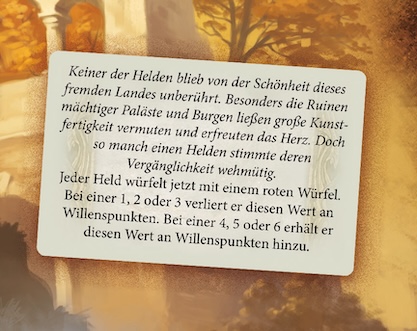 Keiner der Helden blieb von der Schönheit dieses
fremden Landes unberührt. Besonders die Ruinen
mächtiger Paläste und Burgen ließen große Kunst-
fertigkeit vermuten und erfreuten das Herz. Doch
so manch einen Helden stimmte deren
Vergänglichkeit wehmütig.
Jeder Held würfelt jetzt mit einem roten Würfel.
Bei einer 1, 2 oder 3 verliert er diesen Wert an
Willenspunkten. Bei einer 4, 5 oder 6 erhält er
diesen Wert an Willenspunkten hinzu.